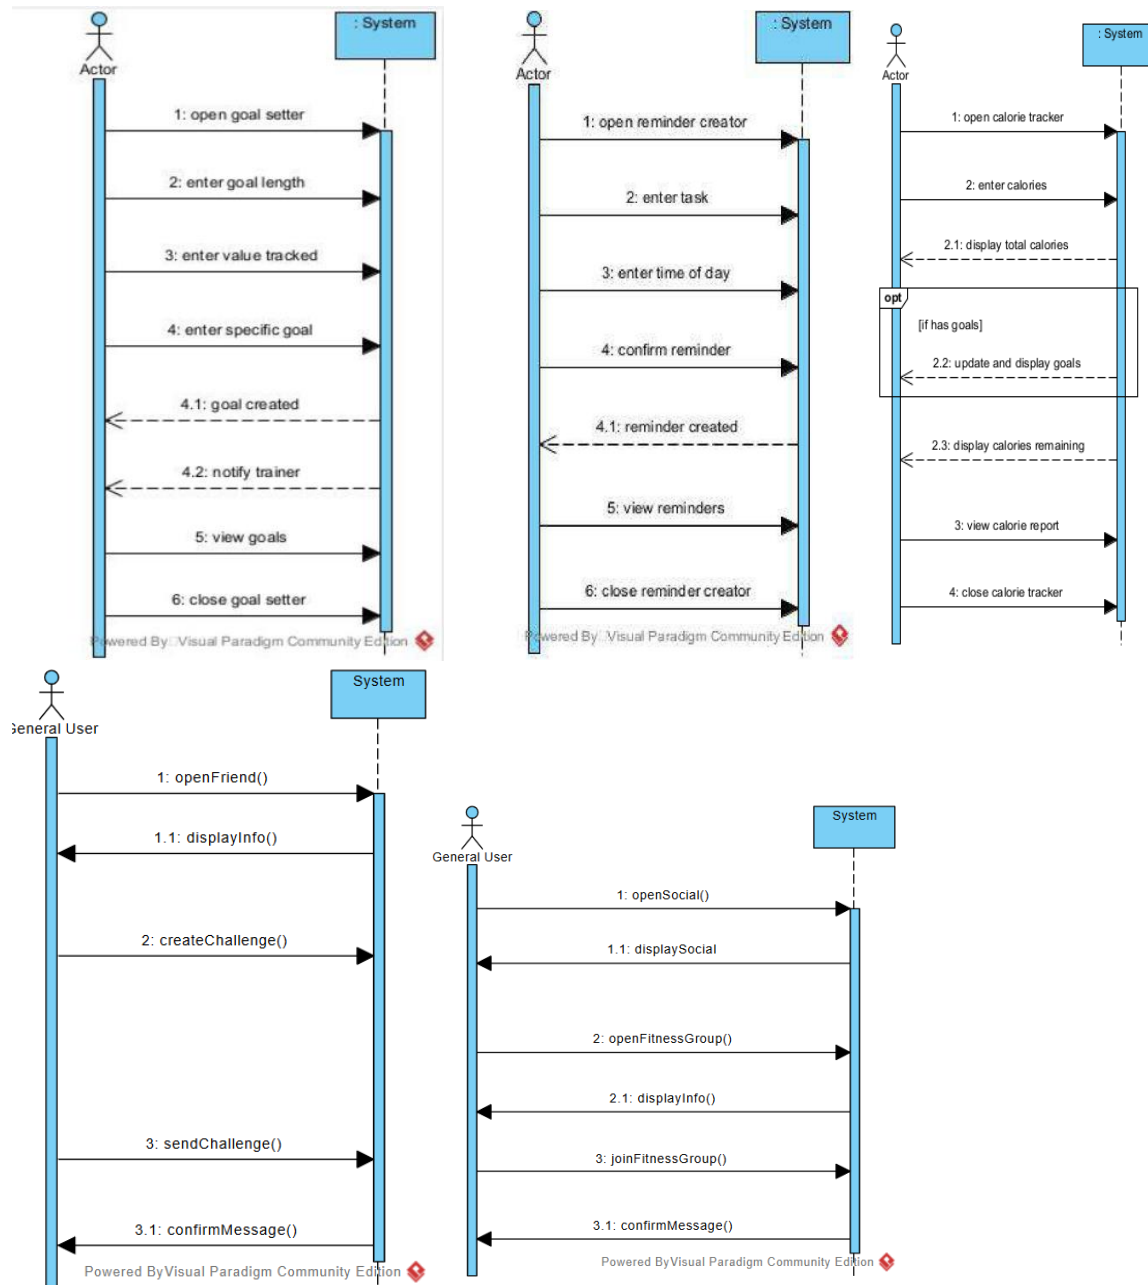 : System
Actor
1: open goal setter
2: enter goal length
3: enter value tracked
4: enter specific goal
4.1: goal created
4.2: notify trainer
5: view goals
6: close goal setter
Powered By Visual Paradigm Community Edition
: System
Actor
1: open reminder creator
2: enter task
3: enter time of day
4: confirm reminder
4.1: reminder created
5: view reminders
6: close reminder creator
Powered By Visual Paradigm Community Edition
: System
Actor
1: open calorie tracker
2: enter calories
2.1: display total calories
opt
[if has goals]
2.2: update and display goals
2.3: display calories remaining
3: view calorie report
4: close calorie tracker
System
General User
1: openFriend()
1.1: displayInfo()
2: createChallenge()
3: sendChallenge()
3.1: confirmMessage()
Powered ByVisual Paradigm Community Edition
System
General User
1: openSocial()
1.1: displaySocial
2: openFitnessGroup()
2.1: displayInfo()
3: joinFitnessGroup()
3.1: confirmMessage()
Powered ByVisual Paradigm Community Edition